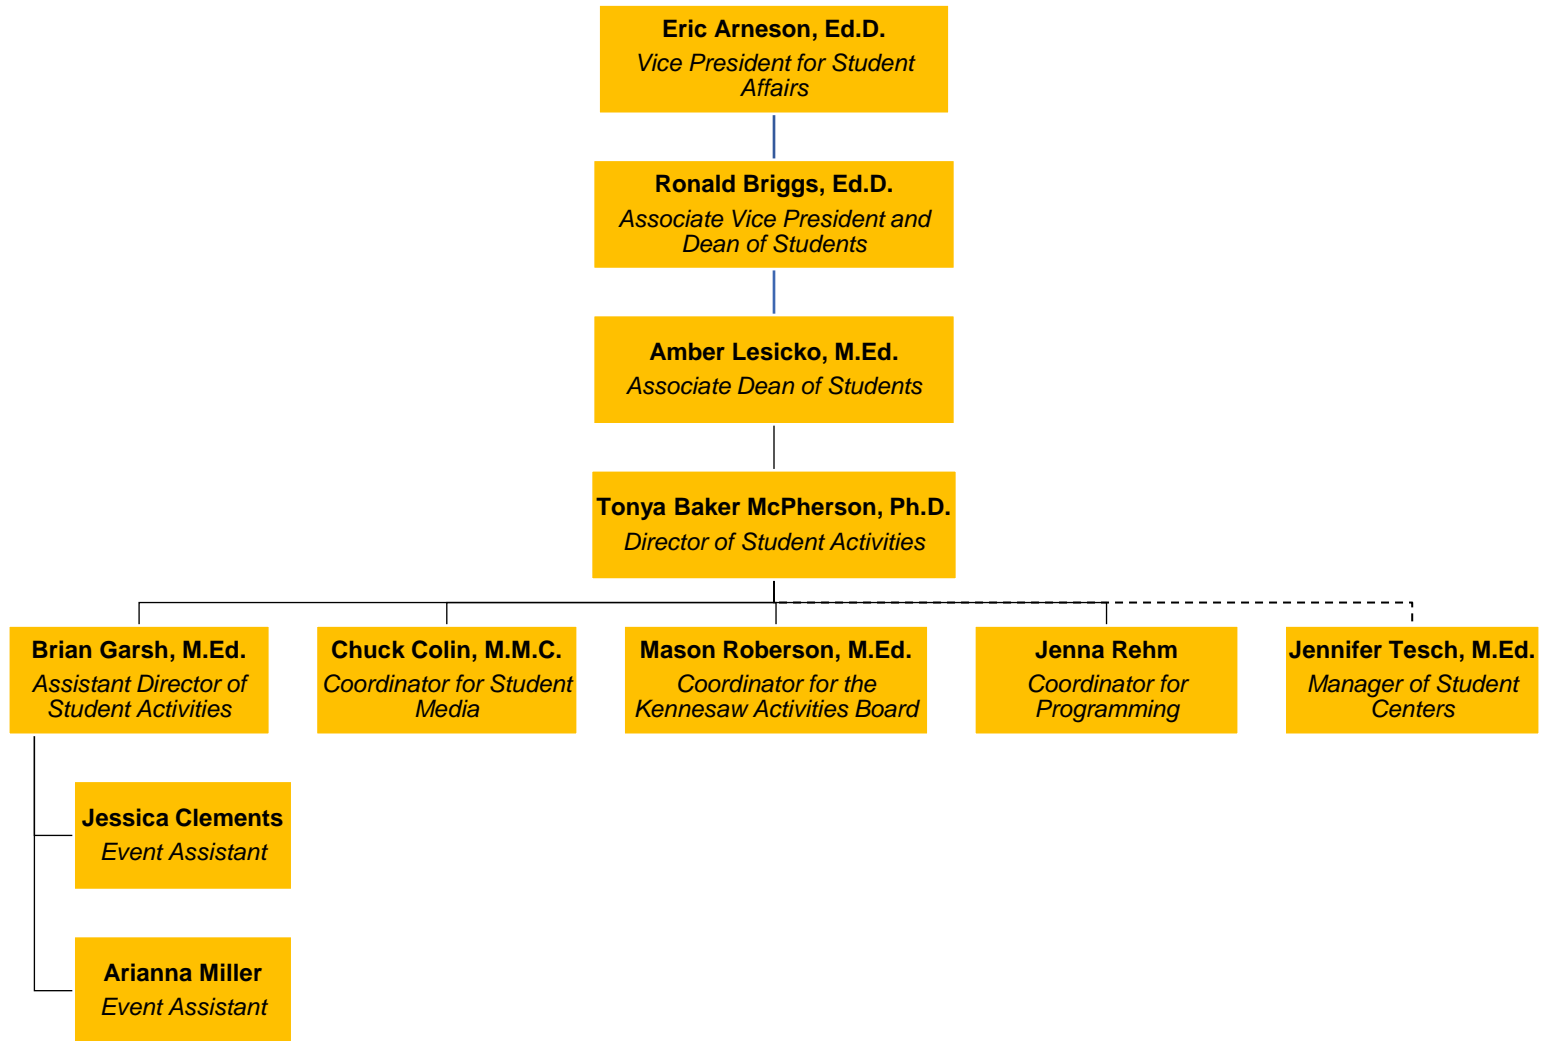 Eric Arneson, Ed.D.
Vice President for Student
Affairs
Ronald Briggs, Ed.D.
Associate Vice President and
Dean of Students
Amber Lesicko, M.Ed.
Associate Dean of Students
Tonya Baker McPherson, Ph.D.
Director of Student Activities
Brian Garsh, M.Ed.
Assistant Director of
Student Activities
Chuck Colin, M.M.C.
Coordinator for Student
Media
Mason Roberson, M.Ed.
Coordinator for the
Kennesaw Activities Board
Jenna Rehm
Coordinator for
Programming
Jennifer Tesch, M.Ed.
Manager of Student
Centers
Jessica Clements
Event Assistant
Arianna Miller
Event Assistant